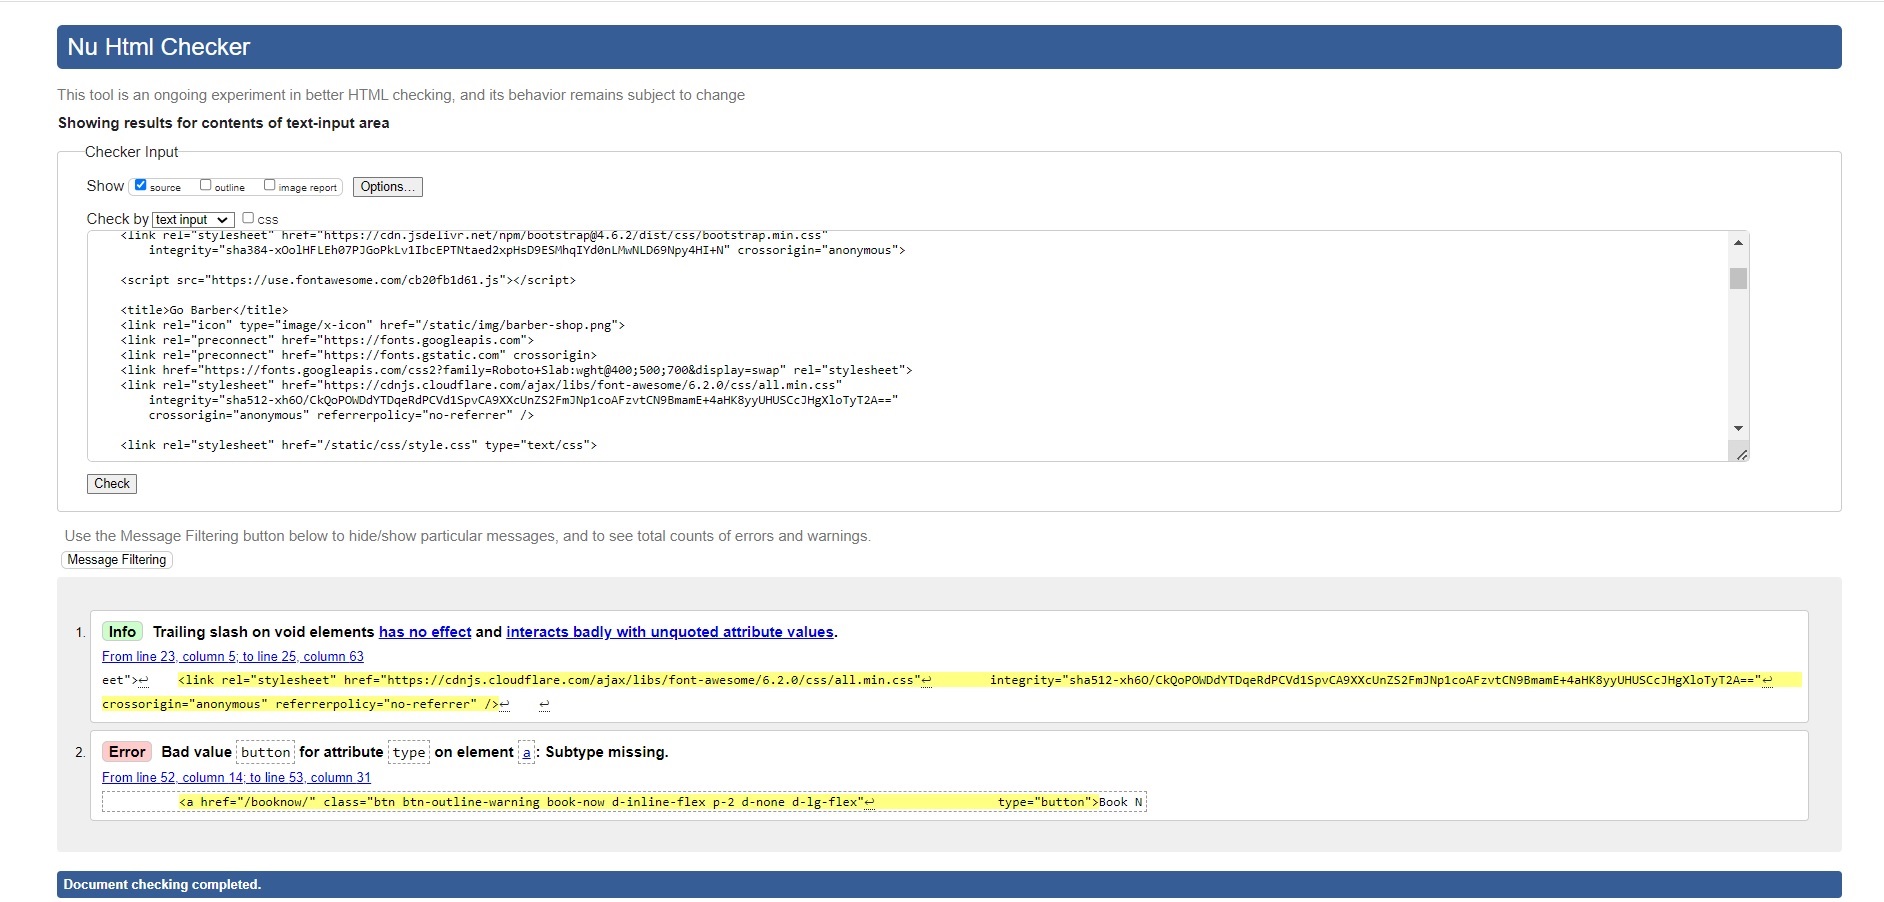 Nu Html Checker
This tool is an ongoing experiment in better HTML checking, and its behavior remains subject to change
Showing results for contents of text-input area
Checker Input
Show source outline image report Options...
Check by text input css
<link rel="stylesheet" href="https://cdn.jsdelivr.net/npm/bootstrap@4.6.2/dist/css/bootstrap.min.css"
integrity="sha384-xOolHFLEh07PJGoPkLv1IbcEPTNtaed2xpHsD9ESMhqIYd0nLMwNLD69Npy4HI+N" crossorigin="anonymous">
<script src="https://use.fontawesome.com/cb20fb1d61.js"></script>
<title>Go Barber</title>
<link rel="icon" type="image/x-icon" href="/static/img/barber-shop.png">
<link rel="preconnect" href="https://fonts.googleapis.com">
<link rel="preconnect" href="https://fonts.gstatic.com" crossorigin>
<link href="https://fonts.googleapis.com/css2?family=Roboto+Slab:wght@400;500;700&display=swap" rel="stylesheet">
<link rel="stylesheet" href="https://cdnjs.cloudflare.com/ajax/libs/font-awesome/6.2.0/css/all.min.css"
integrity="sha512-xh6O/CkQoPOWDdYTDqeRdPCVd1SpvCA9XXcUnZS2FmJNp1coAFzvtCN9BmamE+4aHK8yyUHUSCcJHgXloTyT2A=="
crossorigin="anonymous" referrerpolicy="no-referrer" />
<link rel="stylesheet" href="/static/css/style.css" type="text/css">
Check
Use the Message Filtering button below to hide/show particular messages, and to see total counts of errors and warnings.
Message Filtering
1. Info Trailing slash on void elements has no effect and interacts badly with unquoted attribute values.
From line 23, column 5; to line 25, column 63
eet">↩ <link rel="stylesheet" href="https://cdnjs.cloudflare.com/ajax/libs/font-awesome/6.2.0/css/all.min.css"↩ integrity="sha512-xh6O/CkQoPOWDdYTDqeRdPCVd1SpvCA9XXcUnZS2FmJNp1coAFzvtCN9BmamE+4aHK8yyUHUSCcJHgXloTyT2A=="↩
crossorigin="anonymous" referrerpolicy="no-referrer" />↩ ↩
2. Error Bad value button for attribute type on element a: Subtype missing.
From line 52, column 14; to line 53, column 31
<a href="/booknow/" class="btn btn-outline-warning book-now d-inline-flex p-2 d-none d-lg-flex"↩ type="button">Book N
Document checking completed.